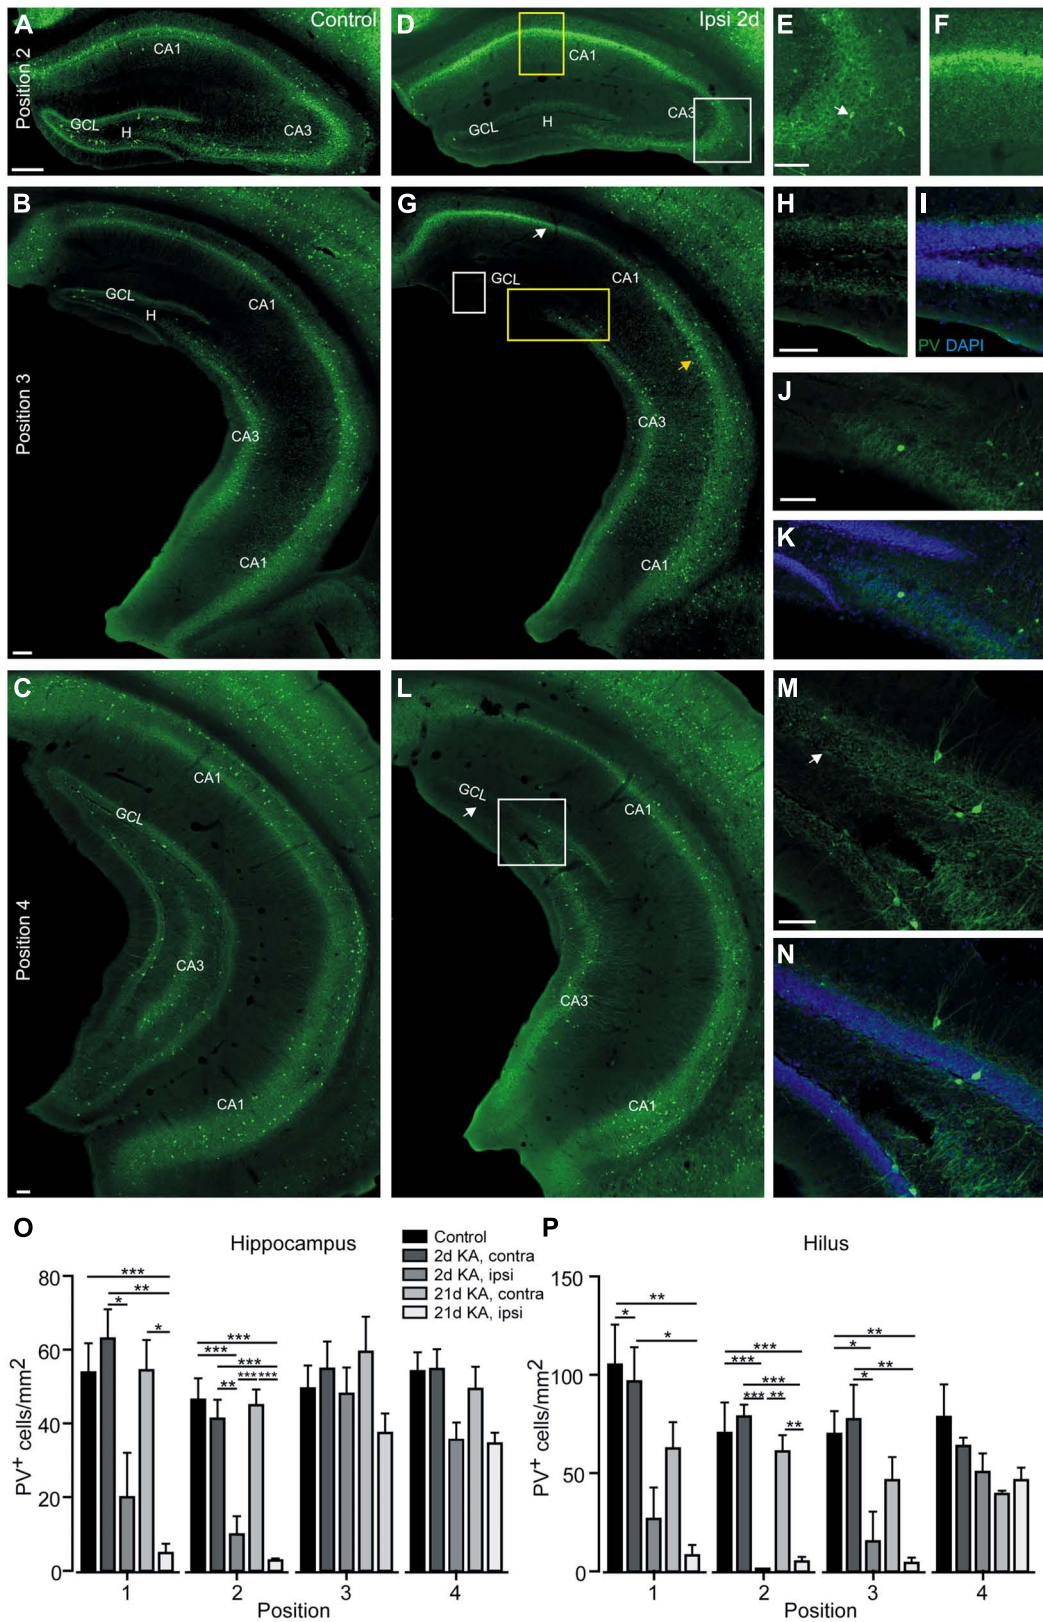 A
Control
Position 2
CA1
GCL
H
CA3
D
Ipsi 2d
CA1
GCL
H
CA3
E
F
B
Position 3
GCL
H
CA1
CA3
CA1
G
GCL
CA1
CA3
CA1
H
I
PV DAPI
J
K
C
Position 4
CA1
GCL
CA3
CA1
L
GCL
CA1
CA3
CA1
M
N
O
Hippocampus
Control
2d KA, contra
2d KA, ipsi
21d KA, contra
21d KA, ipsi
PV+ cells/mm2
80
60
40
20
0
***
**
*
*
***
***
***
**
***
***
1
2
3
4
Position
P
Hilus
PV+ cells/mm2
150
100
50
0
**
*
*
***
***
***
***
**
**
**
*
**
*
1
2
3
4
Position